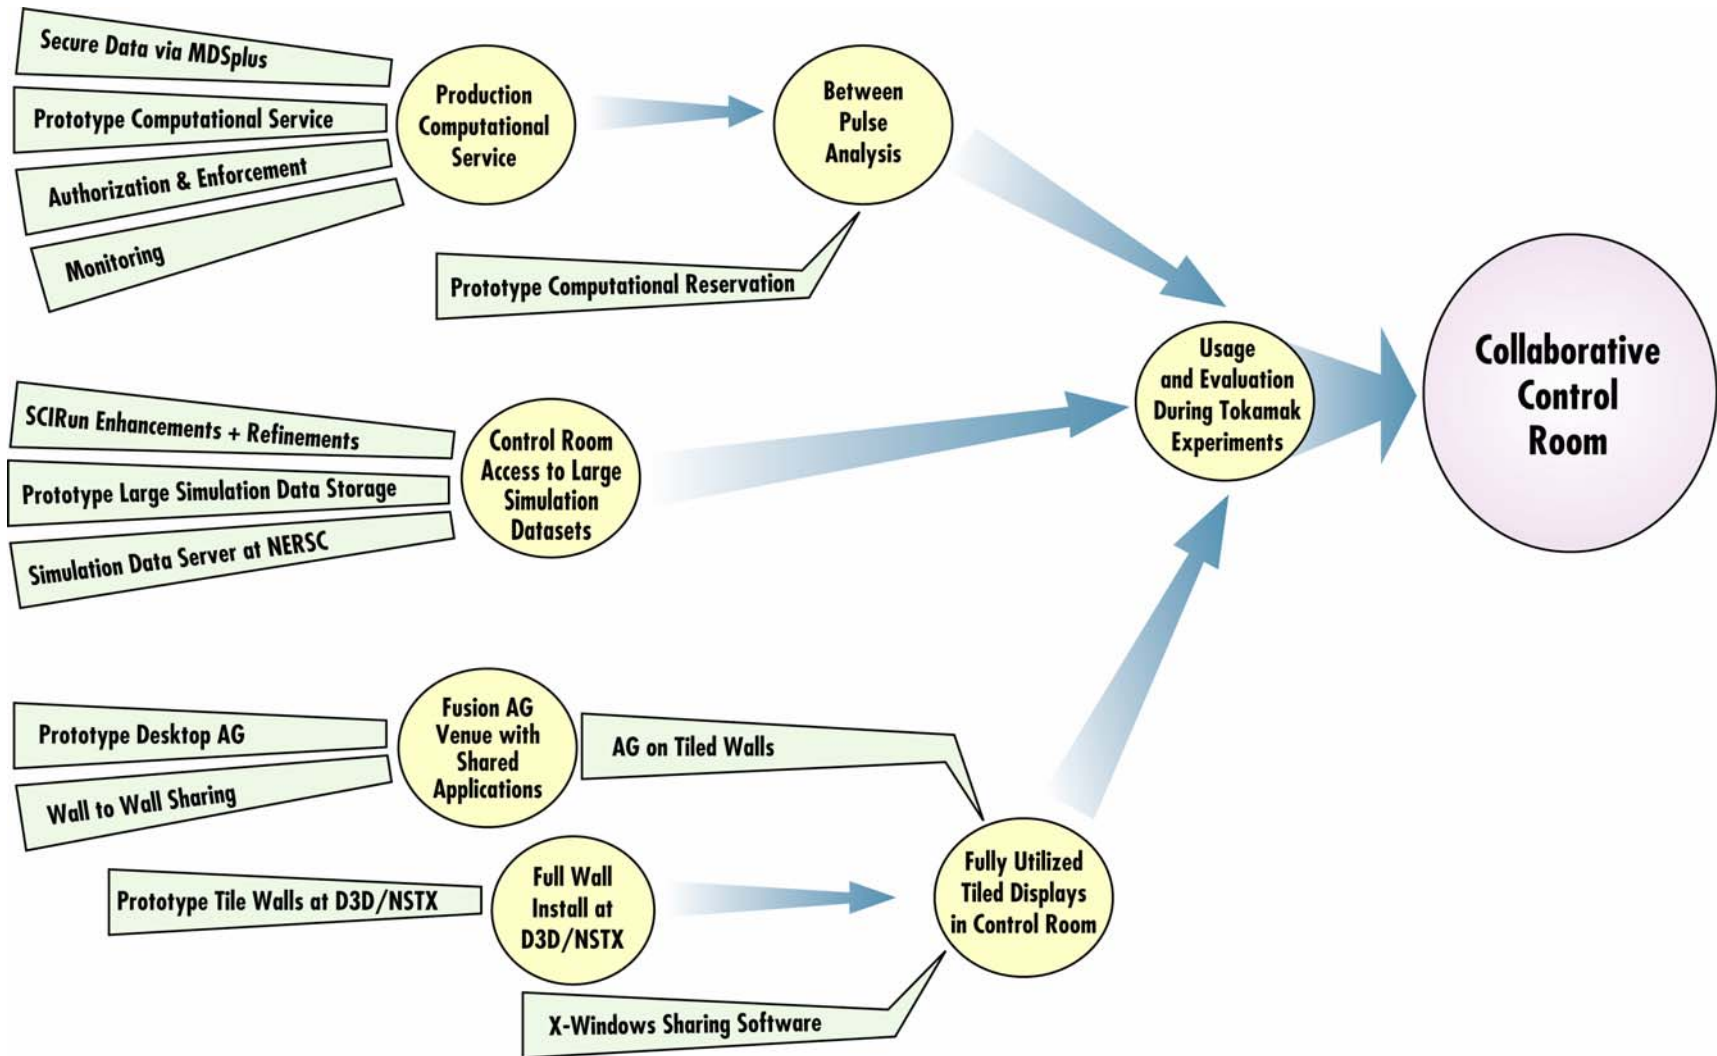 Secure Data via MDSplus
Prototype Computational Service
Authorization & Enforcement
Monitoring
Production
Computational
Service
Between
Pulse
Analysis
Prototype Computational Reservation
SCIRun Enhancements + Refinements
Prototype Large Simulation Data Storage
Simulation Data Server at NERSC
Control Room
Access to Large
Simulation
Datasets
Usage
and Evaluation
During Tokamak
Experiments
Collaborative
Control
Room
Prototype Desktop AG
Wall to Wall Sharing
Fusion AG
Venue with
Shared
Applications
AG on Tiled Walls
Prototype Tile Walls at D3D/NSTX
Full Wall
Install at
D3D/NSTX
Fully Utilized
Tiled Displays
in Control Room
X-Windows Sharing Software